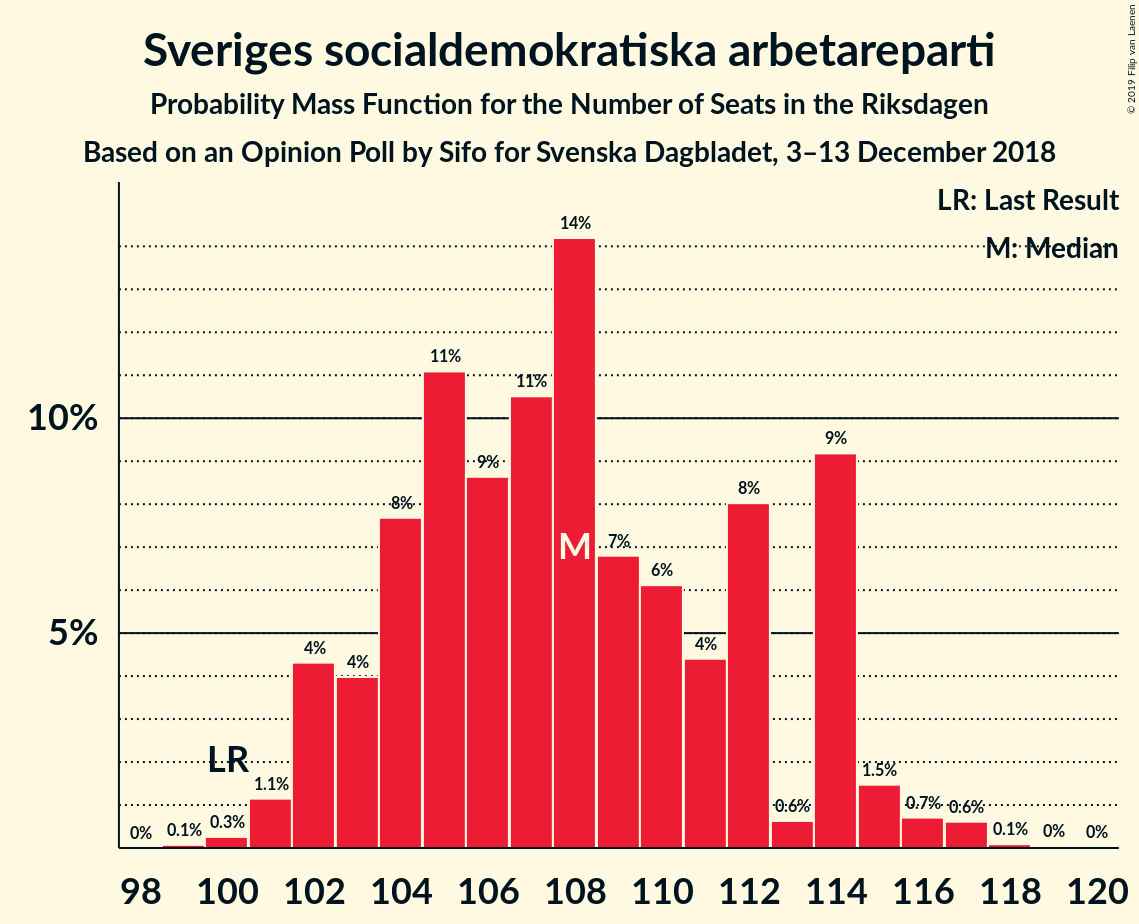 Sveriges socialdemokratiska arbetareparti
Probability Mass Function for the Number of Seats in the Riksdagen
Based on an Opinion Poll by Sifo for Svenska Dagbladet, 3–13 December 2018
© 2019 Filip van Laenen
LR: Last Result
M: Median
10%
5%
0%
0.1%
0.3%
1.1%
4%
4%
8%
11%
9%
11%
14%
7%
6%
4%
8%
0.6%
9%
1.5%
0.7%
0.6%
0.1%
0%
0%
LR
M
98 100 102 104 106 108 110 112 114 116 118 120